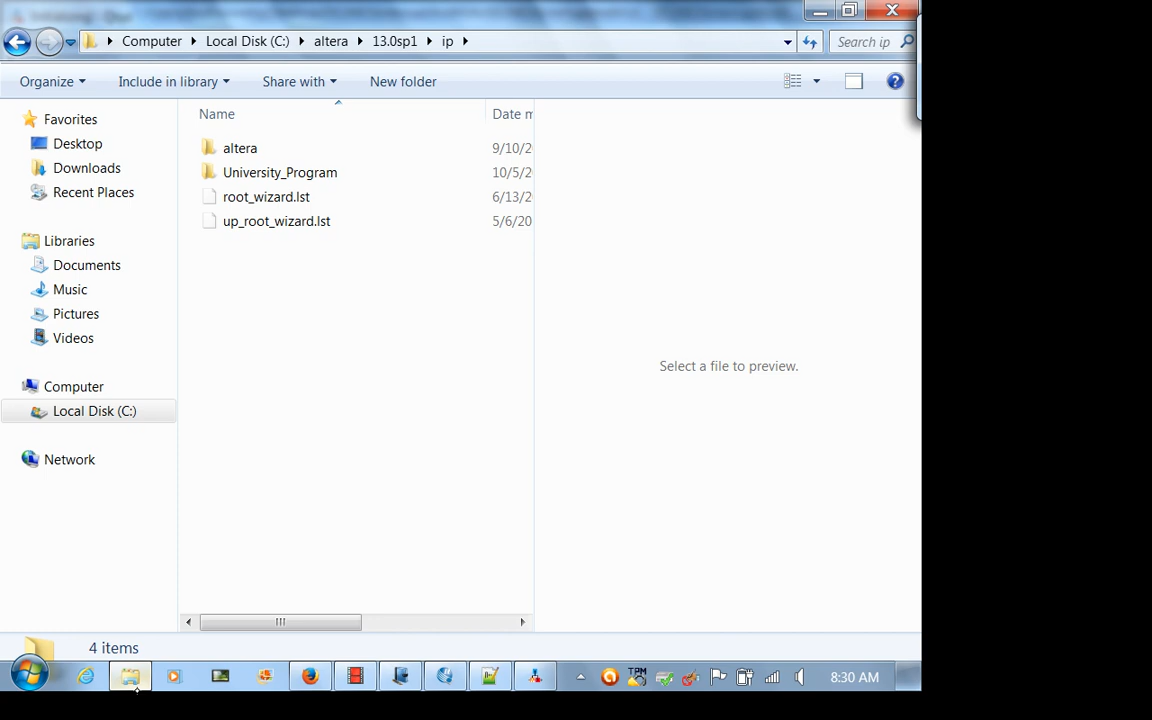 Computer Local Disk (C:) altera 13.0sp1 ip Search ip
Organize Include in library Share with New folder
Favorites
Desktop
Downloads
Recent Places
Libraries
Documents
Music
Pictures
Videos
Computer
Local Disk (C:)
Network
Name Date m
altera 9/10/2
University_Program 10/5/2
root_wizard.lst 6/13/2
up_root_wizard.lst 5/6/20
Select a file to preview.
4 items
TPM
8:30 AM